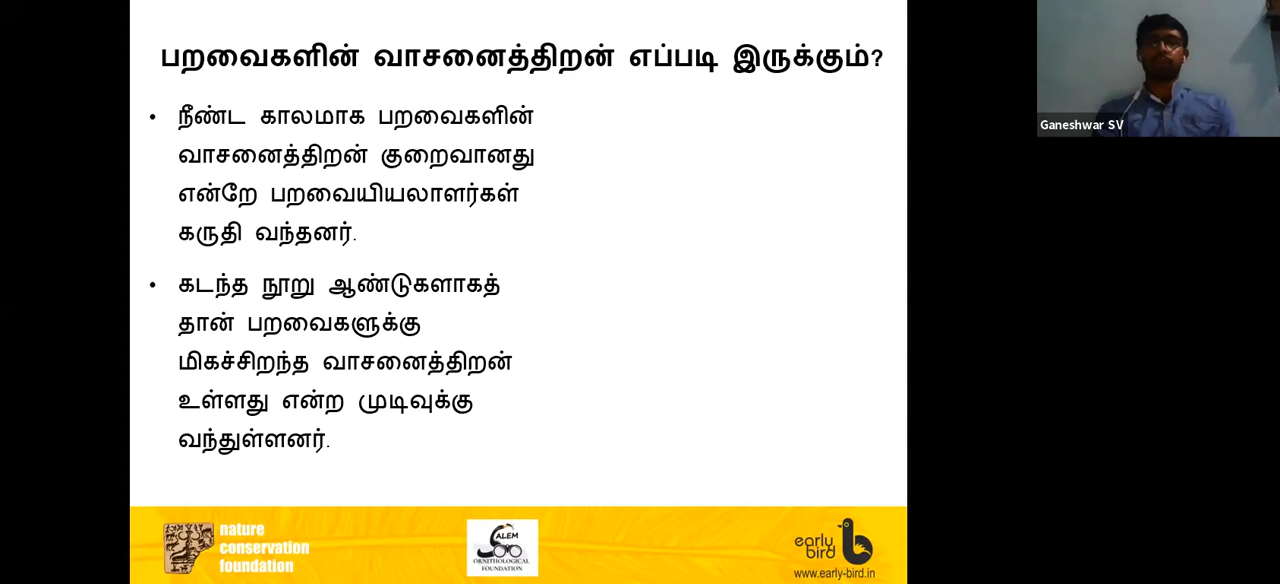 பறவைகளின் வாசனைத்திறன் எப்படி இருக்கும்?
• நீண்ட காலமாக பறவைகளின்
வாசனைத்திறன் குறைவானது
என்றே பறவையியலாளர்கள்
கருதி வந்தனர்.
• கடந்த நூறு ஆண்டுகளாகத்
தான் பறவைகளுக்கு
மிகச்சிறந்த வாசனைத்திறன்
உள்ளது என்ற முடிவுக்கு
வந்துள்ளனர்.
Ganeshwar SV
nature
conservation
foundation
SALEM
ORNITHOLOGICAL
FOUNDATION
early
bird
www.early-bird.in